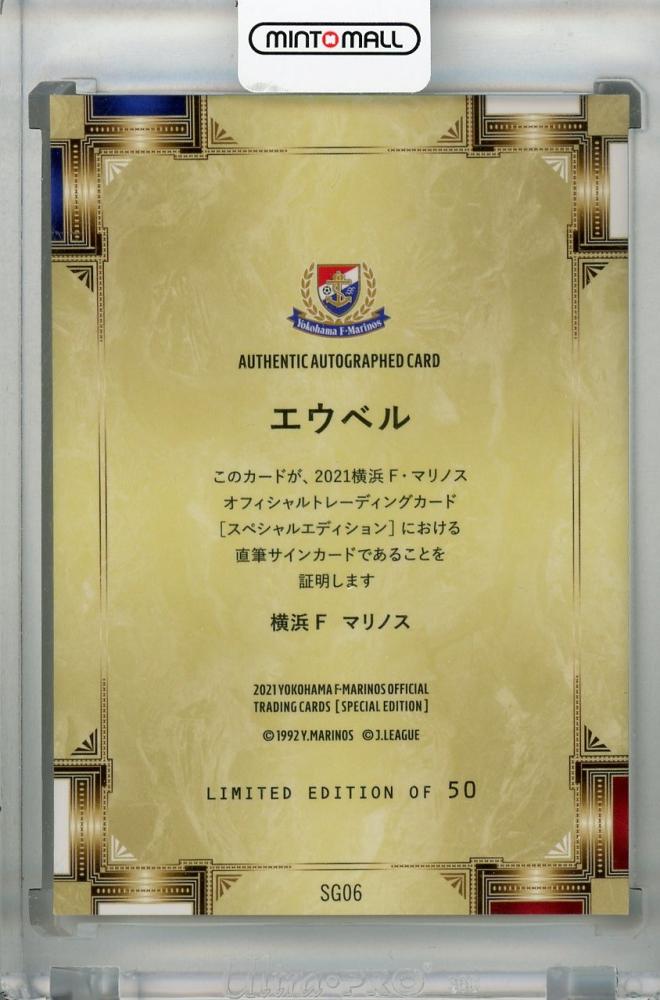 MINTOMALL
Yokohama F·Marinos
AUTHENTIC AUTOGRAPHED CARD
エウベル
このカードが、2021横浜 F・マリノス
オフィシャルトレーディングカード
[スペシャルエディション] における
直筆サインカードであることを
証明します
横浜 F マリノス
2021 YOKOHAMA F·MARINOS OFFICIAL
TRADING CARDS [SPECIAL EDITION]
©1992 Y.MARINOS ©J.LEAGUE
LIMITED EDITION OF 50
SG06
Ultra·PRO